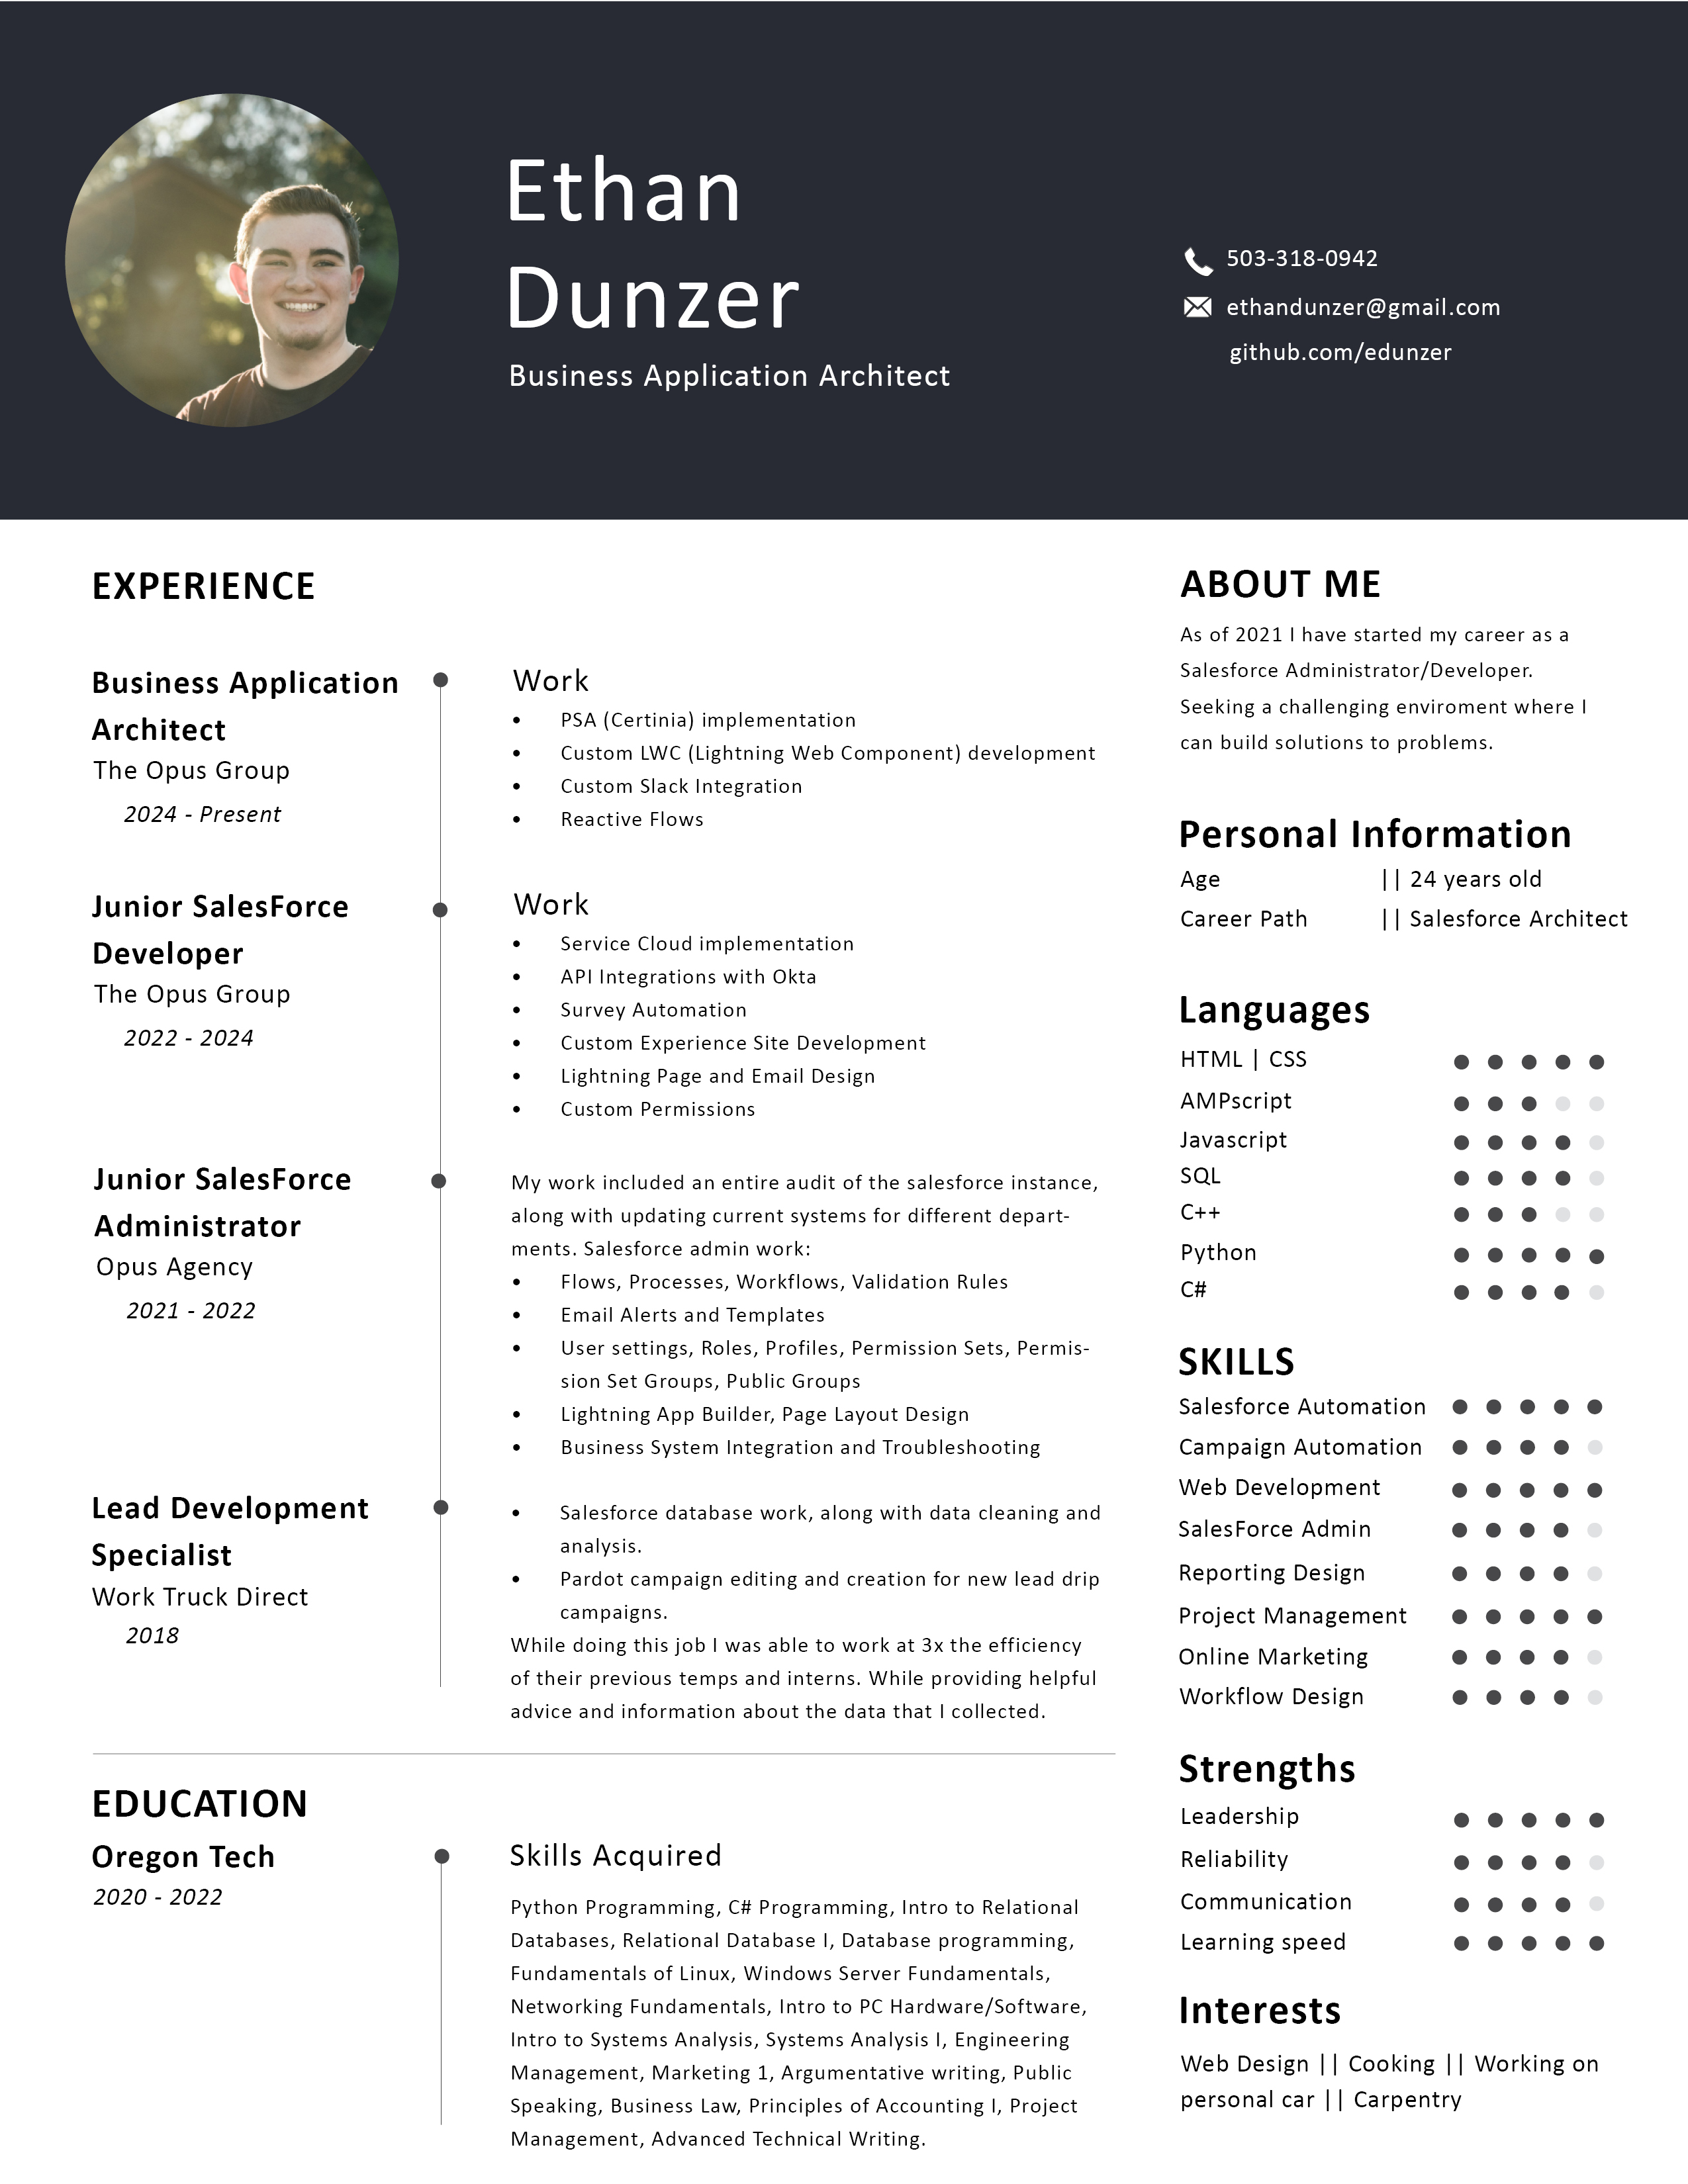 Ethan
Dunzer
Business Application Architect
503-318-0942
ethandunzer@gmail.com
github.com/edunzer
EXPERIENCE
Business Application
Architect
The Opus Group
2024 - Present
Work
• PSA (Certinia) implementation
• Custom LWC (Lightning Web Component) development
• Custom Slack Integration
• Reactive Flows
Junior SalesForce
Developer
The Opus Group
2022 - 2024
Work
• Service Cloud implementation
• API Integrations with Okta
• Survey Automation
• Custom Experience Site Development
• Lightning Page and Email Design
• Custom Permissions
Junior SalesForce
Administrator
Opus Agency
2021 - 2022
My work included an entire audit of the salesforce instance,
along with updating current systems for different depart-
ments. Salesforce admin work:
• Flows, Processes, Workflows, Validation Rules
• Email Alerts and Templates
• User settings, Roles, Profiles, Permission Sets, Permis-
sion Set Groups, Public Groups
• Lightning App Builder, Page Layout Design
• Business System Integration and Troubleshooting
Lead Development
Specialist
Work Truck Direct
2018
• Salesforce database work, along with data cleaning and
analysis.
• Pardot campaign editing and creation for new lead drip
campaigns.
While doing this job I was able to work at 3x the efficiency
of their previous temps and interns. While providing helpful
advice and information about the data that I collected.
EDUCATION
Oregon Tech
2020 - 2022
Skills Acquired
Python Programming, C# Programming, Intro to Relational
Databases, Relational Database I, Database programming,
Fundamentals of Linux, Windows Server Fundamentals,
Networking Fundamentals, Intro to PC Hardware/Software,
Intro to Systems Analysis, Systems Analysis I, Engineering
Management, Marketing 1, Argumentative writing, Public
Speaking, Business Law, Principles of Accounting I, Project
Management, Advanced Technical Writing.
ABOUT ME
As of 2021 I have started my career as a
Salesforce Administrator/Developer.
Seeking a challenging enviroment where I
can build solutions to problems.
Personal Information
Age || 24 years old
Career Path || Salesforce Architect
Languages
HTML | CSS
AMPscript
Javascript
SQL
C++
Python
C#
SKILLS
Salesforce Automation
Campaign Automation
Web Development
SalesForce Admin
Reporting Design
Project Management
Online Marketing
Workflow Design
Strengths
Leadership
Reliability
Communication
Learning speed
Interests
Web Design || Cooking || Working on
personal car || Carpentry